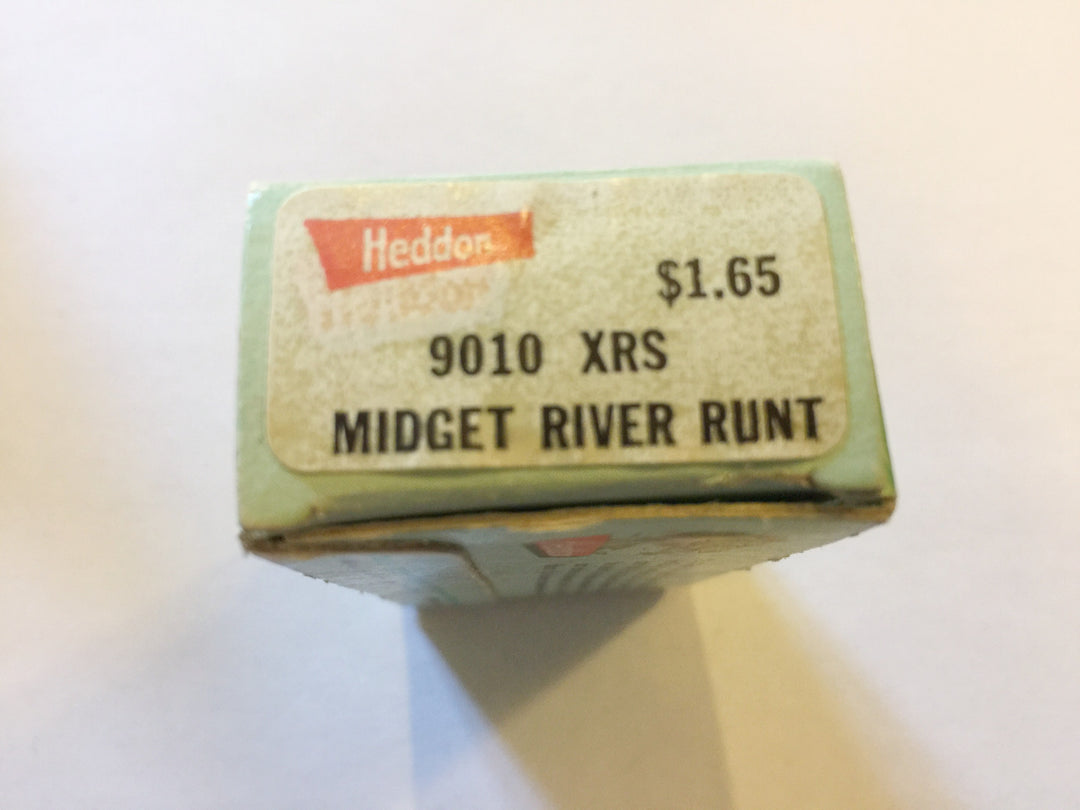 Heddon
$1.65
9010 XRS
MIDGET RIVER RUNT